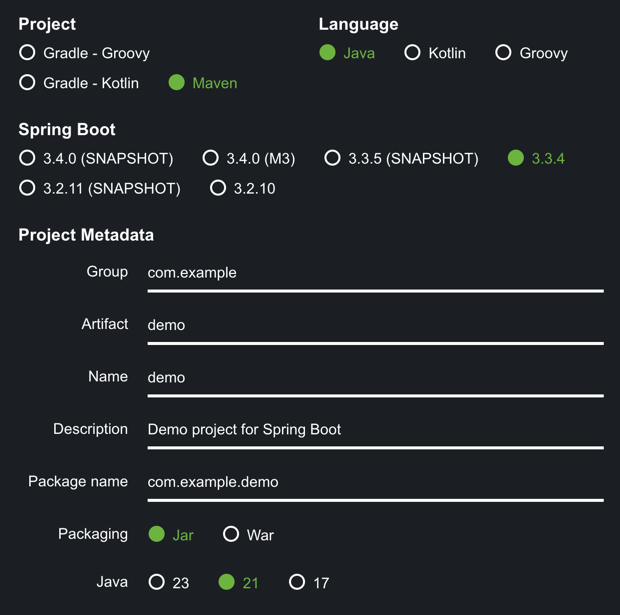 Project
Gradle - Groovy
Gradle - Kotlin Maven
Language
Java Kotlin Groovy
Spring Boot
3.4.0 (SNAPSHOT) 3.4.0 (M3) 3.3.5 (SNAPSHOT) 3.3.4
3.2.11 (SNAPSHOT) 3.2.10
Project Metadata
Group com.example
Artifact demo
Name demo
Description Demo project for Spring Boot
Package name com.example.demo
Packaging Jar War
Java 23 21 17